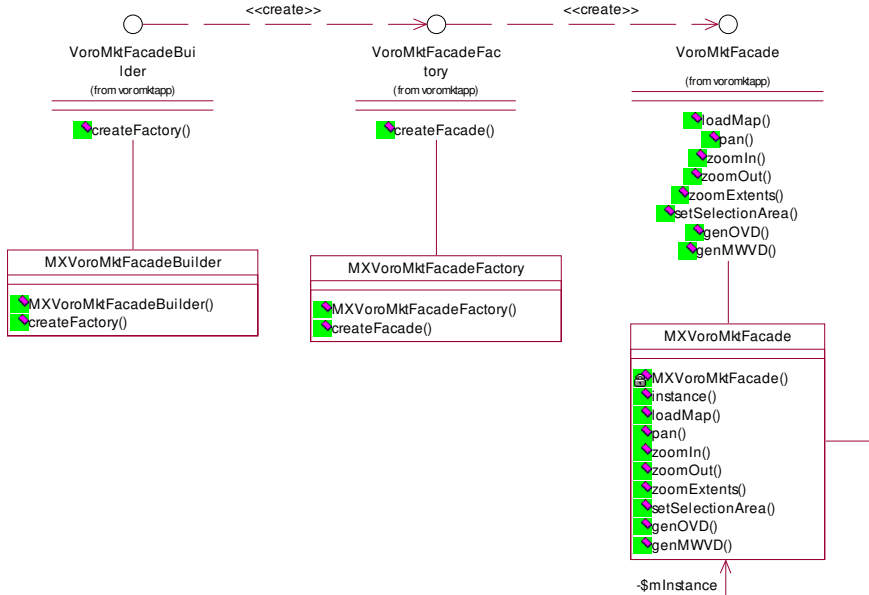 <<create>>
<<create>>
VoroMktFacadeBui
lder
(from voromktapp)
createFactory()
VoroMktFacadeFac
tory
(from voromktapp)
createFacade()
VoroMktFacade
(from voromktapp)
loadMap()
pan()
zoomIn()
zoomOut()
zoomExtents()
setSelectionArea()
genOVD()
genMWVD()
MXVoroMktFacadeBuilder
MXVoroMktFacadeBuilder()
createFactory()
MXVoroMktFacadeFactory
MXVoroMktFacadeFactory()
createFacade()
MXVoroMktFacade
MXVoroMktFacade()
instance()
loadMap()
pan()
zoomIn()
zoomOut()
zoomExtents()
setSelectionArea()
genOVD()
genMWVD()
-$mInstance